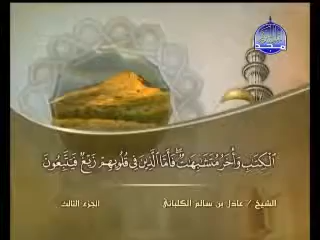 ٱلْكِتَٰبِ وَأُخَرُ مُتَشَٰبِهَٰتٌ ۖ فَأَمَّا ٱلَّذِينَ فِى قُلُوبِهِمْ زَيْغٌ فَيَتَّبِعُونَ
الشيخ / عادل بن سالم الكلباني
الجزء الثالث